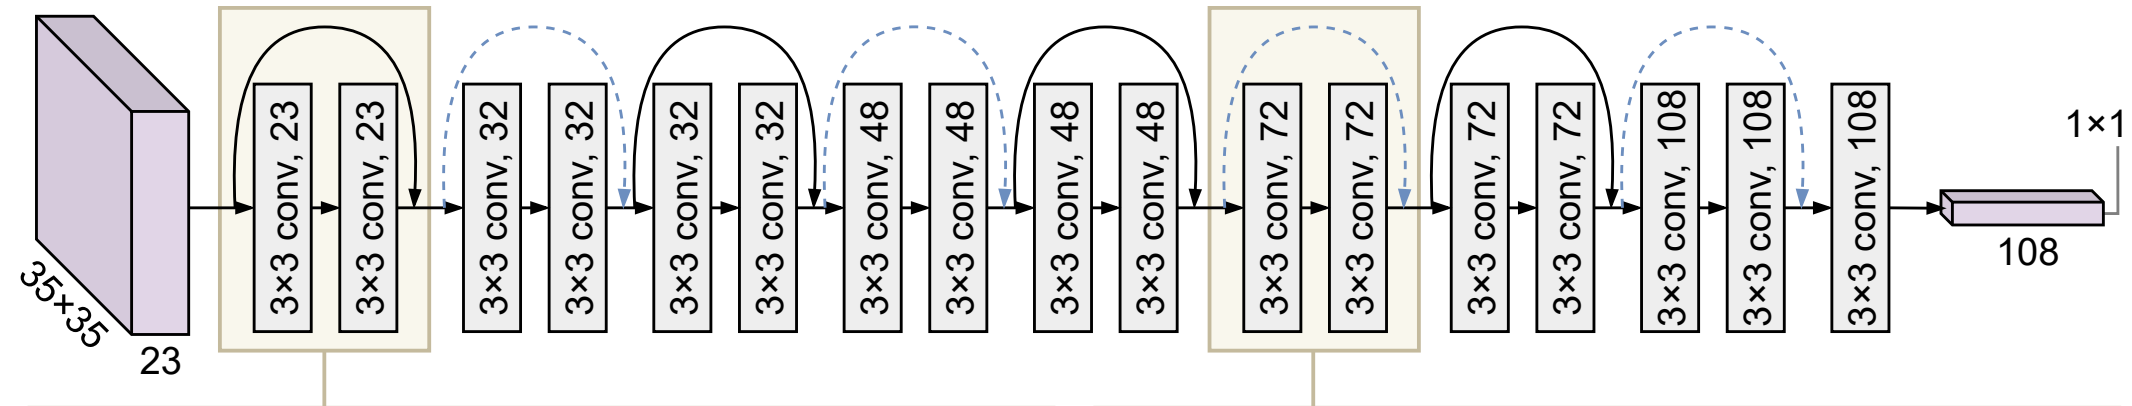 35×35
23
3×3 conv, 23
3×3 conv, 23
3×3 conv, 32
3×3 conv, 32
3×3 conv, 32
3×3 conv, 32
3×3 conv, 48
3×3 conv, 48
3×3 conv, 48
3×3 conv, 48
3×3 conv, 72
3×3 conv, 72
3×3 conv, 72
3×3 conv, 72
3×3 conv, 108
3×3 conv, 108
3×3 conv, 108
1×1
108